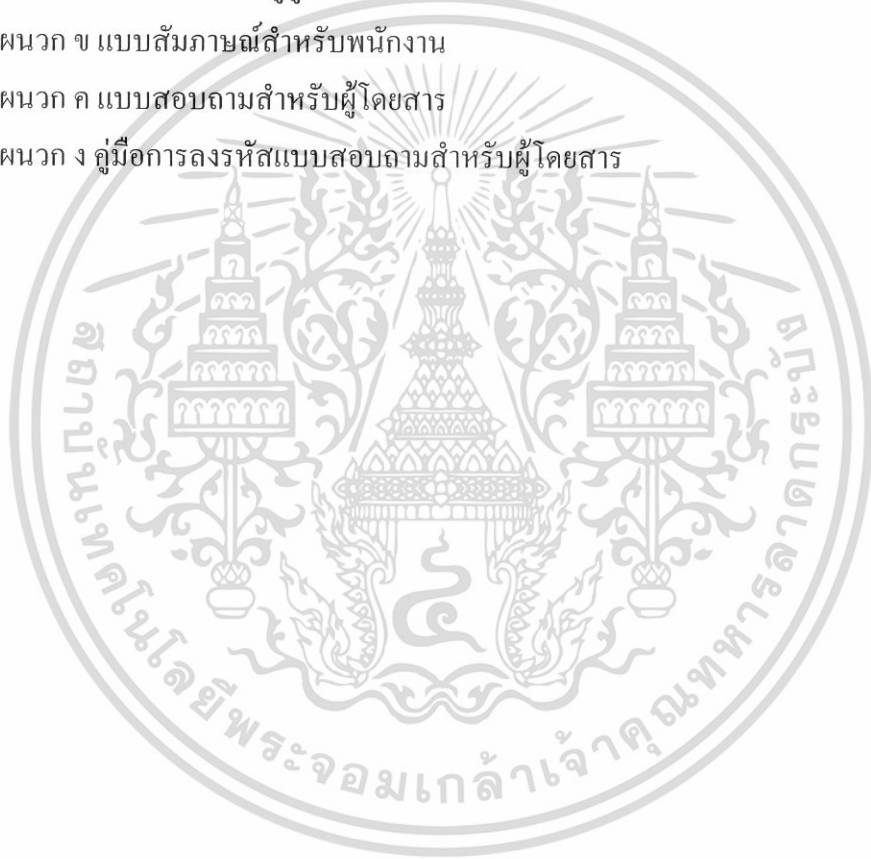 ผนวก ข แบบสัมภาษณ์สำหรับพนักงาน
ผนวก ค แบบสอบถามสำหรับผู้โดยสาร
ผนวก ง คู่มือการลงรหัสแบบสอบถามสำหรับผู้โดยสาร
สถาบันเทคโนโลยีพระจอมเกล้าเจ้าคุณทหารลาดกระบัง
๔